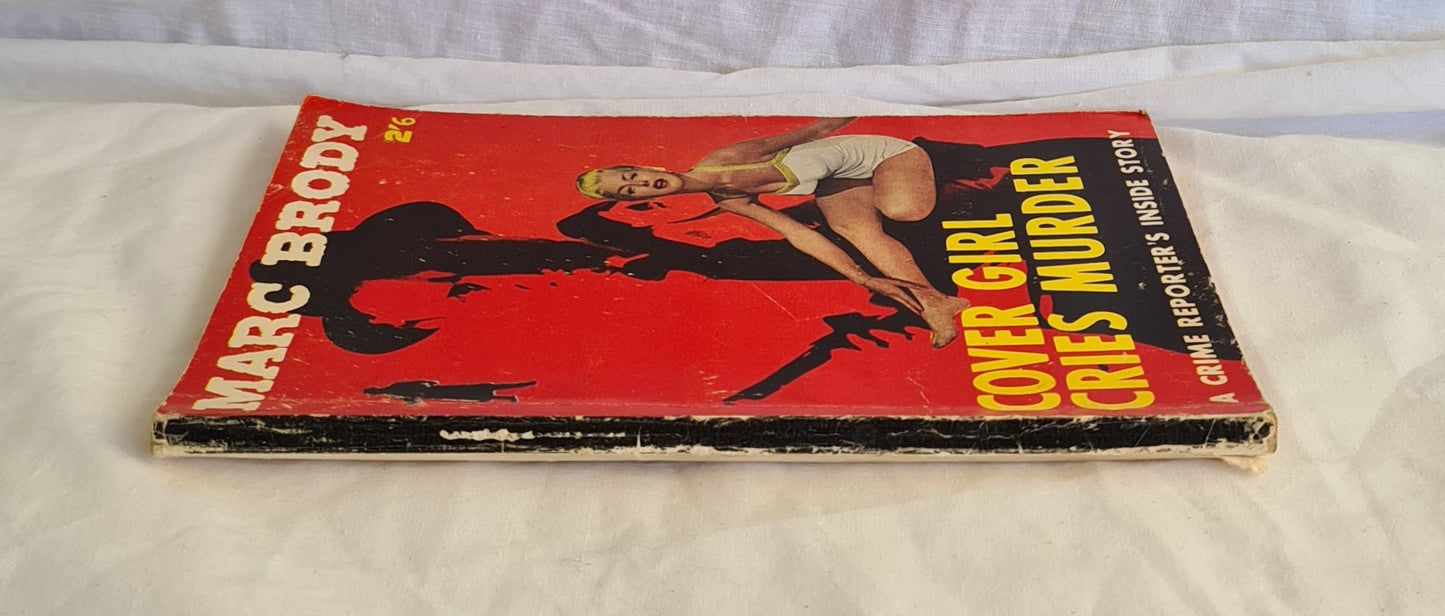 MARC BRODY
2'6
COVER GIRL
CRIES MURDER
A CRIME REPORTER'S INSIDE STORY